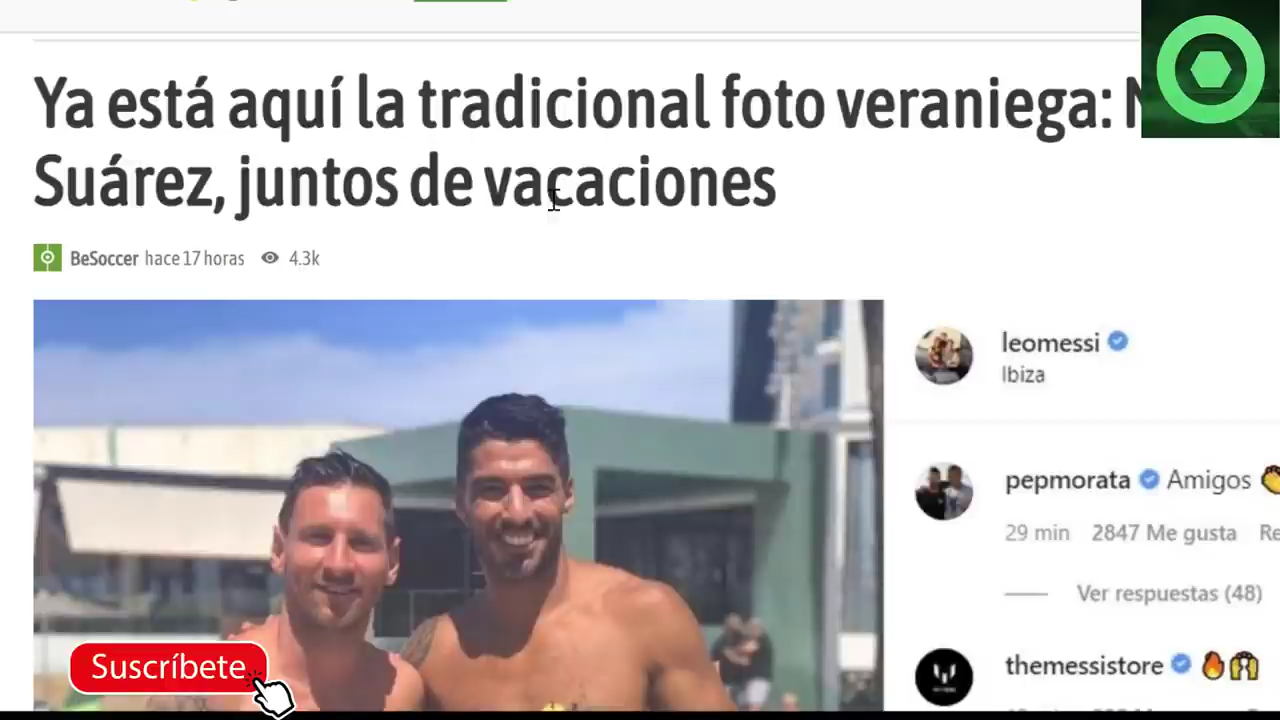 Ya está aquí la tradicional foto veraniega:
Suárez, juntos de vacaciones
BeSoccer hace 17 horas 4.3k
leomessi
Ibiza
pepmorata Amigos
29 min 2847 Me gusta
Ver respuestas (48)
themessistore
Suscríbete